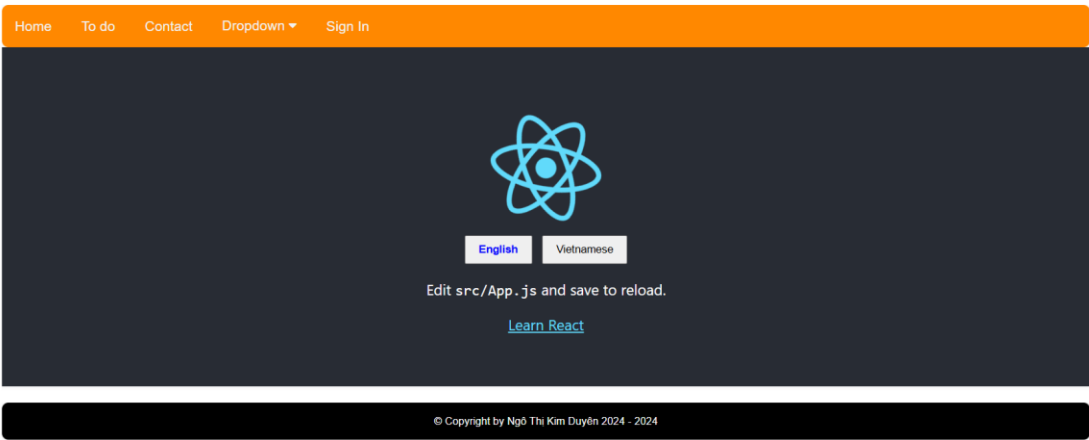 Home To do Contact Dropdown Sign In
English Vietnamese
Edit src/App.js and save to reload.
Learn React
© Copyright by Ngô Thị Kim Duyên 2024 - 2024